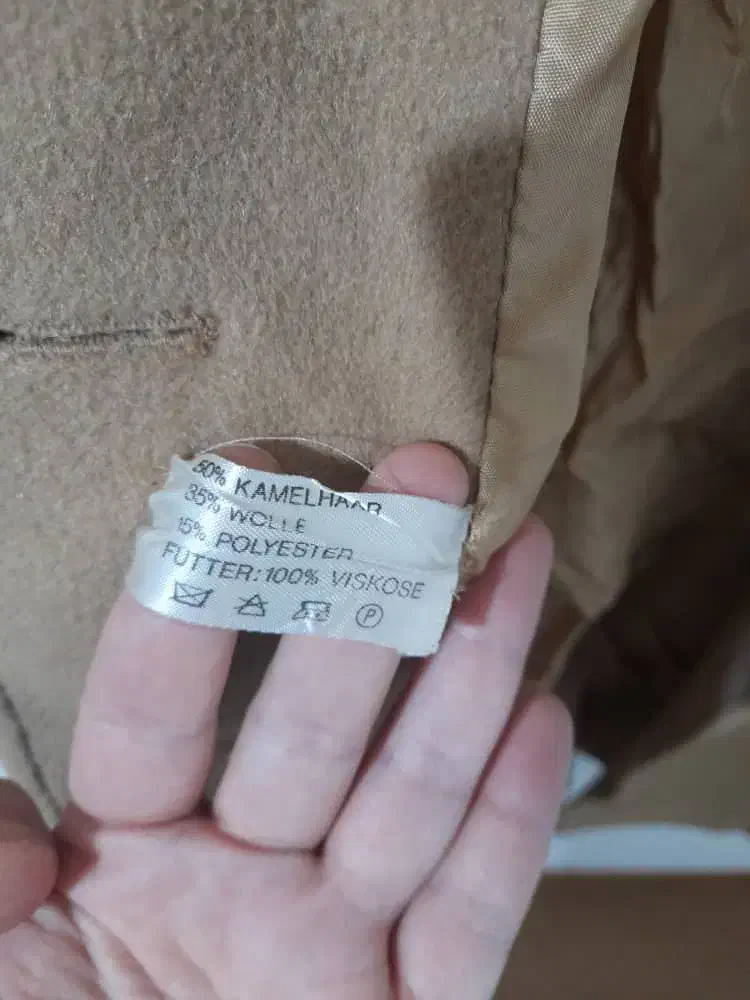 50% KAMELHAAR
35% WOLLE
15% POLYESTER
FUTTER: 100% VISKOSE
P